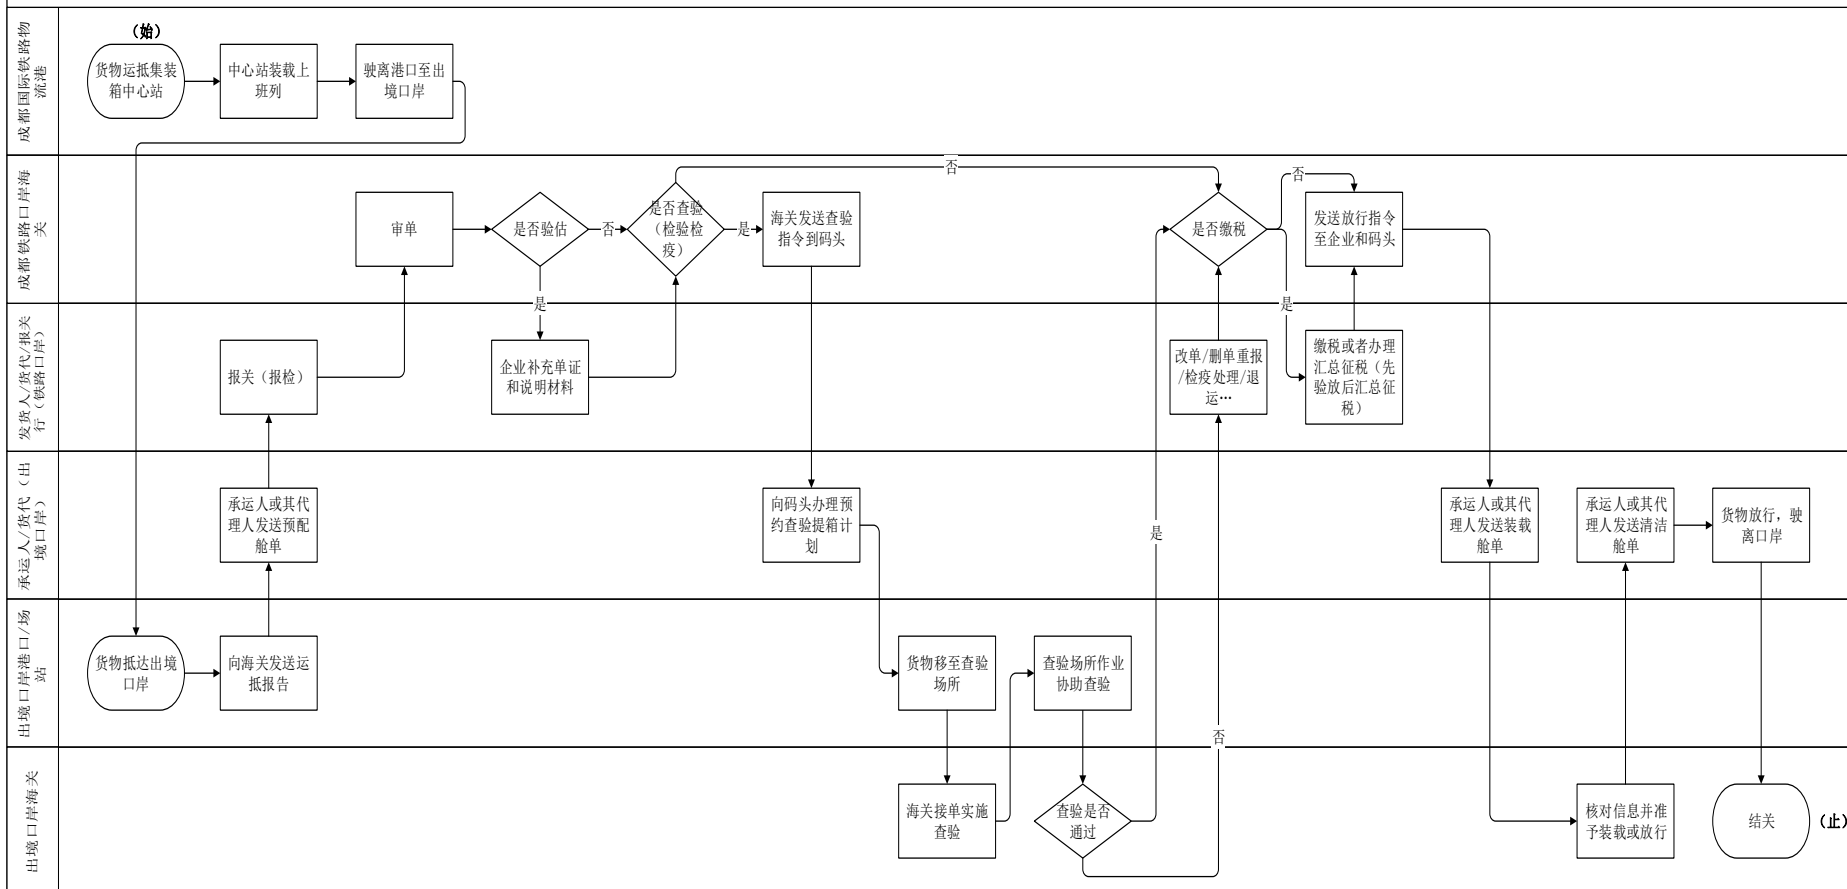 成都国际铁路物
流港
（始）
货物运抵集装
箱中心站
中心站装载上
班列
驶离港口至出
境口岸
成都铁路口岸海
关
审单
是否验估
否
是
是否查验
（检验检
疫）
否
是
海关发送查验
指令到码头
是否缴税
否
是
发送放行指令
至企业和码头
发货人/货代/报关
行（铁路口岸）
报关（报检）
企业补充单证
和说明材料
改单/删单重报
/检疫处理/退
运…
缴税或者办理
汇总征税（先
验放后汇总征
税）
承运人/货代（出
境口岸）
承运人或其代
理人发送预配
舱单
向码头办理预
约查验提箱计
划
是
承运人或其代
理人发送装载
舱单
承运人或其代
理人发送清洁
舱单
货物放行，驶
离口岸
出境口岸港口/场
站
货物抵达出境
口岸
向海关发送运
抵报告
货物移至查验
场所
查验场所作业
协助查验
否
出境口岸海关
海关接单实施
查验
查验是否
通过
核对信息并准
予装载或放行
结关
（止）